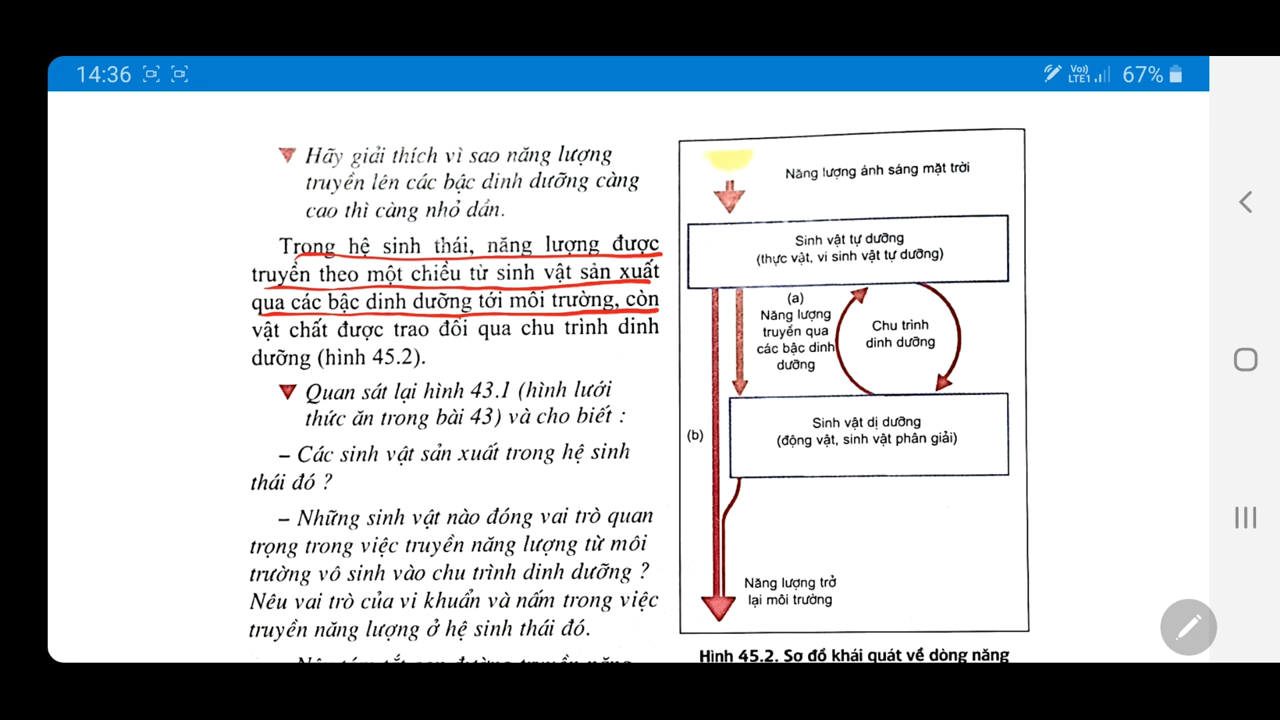 14:36
Vo))
LTE1
67%
Hãy giải thích vì sao năng lượng
truyền lên các bậc dinh dưỡng càng
cao thì càng nhỏ dần.
Trong hệ sinh thái, năng lượng được
truyền theo một chiều từ sinh vật sản xuất
qua các bậc dinh dưỡng tới môi trường, còn
vật chất được trao đổi qua chu trình dinh
dưỡng (hình 45.2).
Quan sát lại hình 43.1 (hình lưới
thức ăn trong bài 43) và cho biết :
– Các sinh vật sản xuất trong hệ sinh
thái đó ?
– Những sinh vật nào đóng vai trò quan
trọng trong việc truyền năng lượng từ môi
trường vô sinh vào chu trình dinh dưỡng ?
Nêu vai trò của vi khuẩn và nấm trong việc
truyền năng lượng ở hệ sinh thái đó.
Năng lượng ánh sáng mặt trời
Sinh vật tự dưỡng
(thực vật, vi sinh vật tự dưỡng)
(a)
Năng lượng
truyền qua
các bậc dinh
dưỡng
Chu trình
dinh dưỡng
Sinh vật dị dưỡng
(động vật, sinh vật phân giải)
(b)
Năng lượng trở
lại môi trường
Hình 45.2. Sơ đồ khái quát về dòng năng